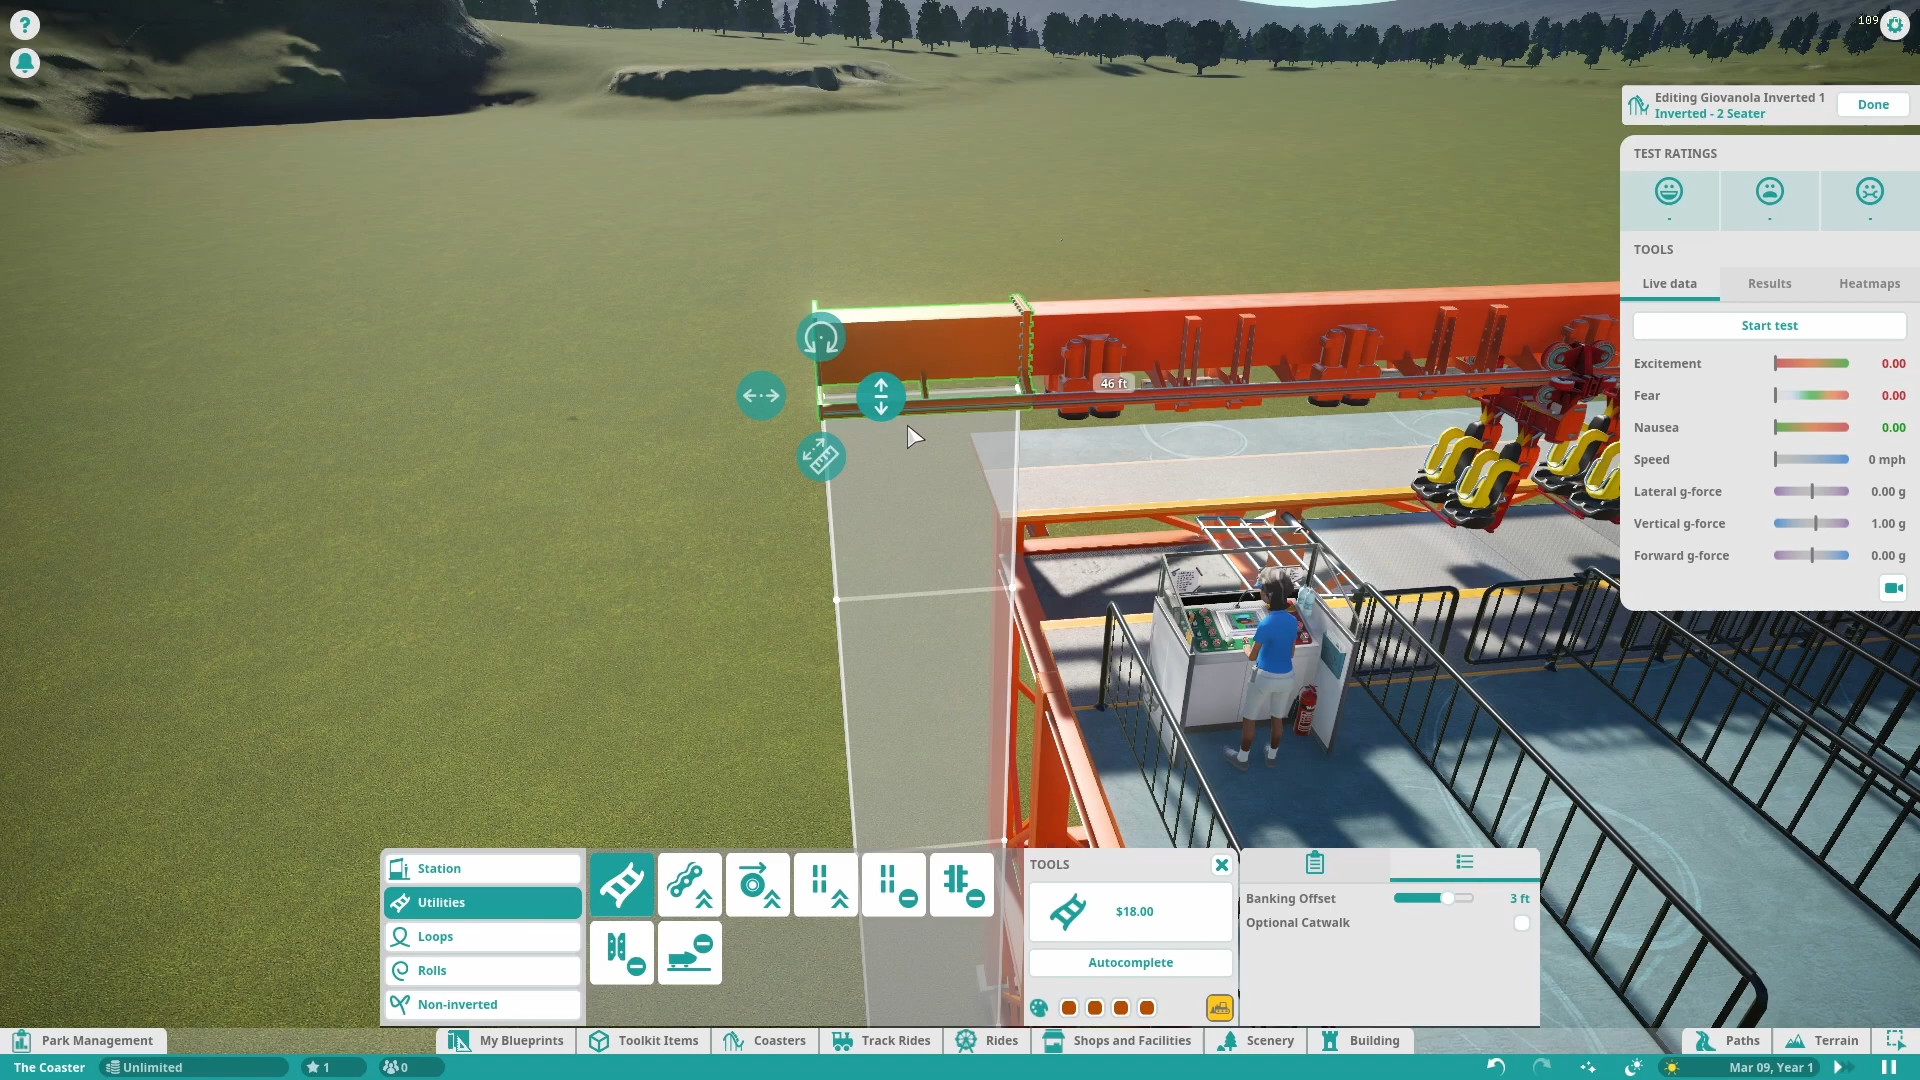 109
Editing Giovanola Inverted 1
Inverted - 2 Seater
Done
TEST RATINGS
-
-
-
TOOLS
Live data
Results
Heatmaps
Start test
Excitement
0.00
Fear
0.00
Nausea
0.00
Speed
0 mph
Lateral g-force
0.00 g
Vertical g-force
1.00 g
Forward g-force
0.00 g
46 ft
Station
Utilities
Loops
Rolls
Non-inverted
TOOLS
$18.00
Autocomplete
Banking Offset
3 ft
Optional Catwalk
Park Management
My Blueprints
Toolkit Items
Coasters
Track Rides
Rides
Shops and Facilities
Scenery
Building
Paths
Terrain
The Coaster
Unlimited
1
0
Mar 09, Year 1